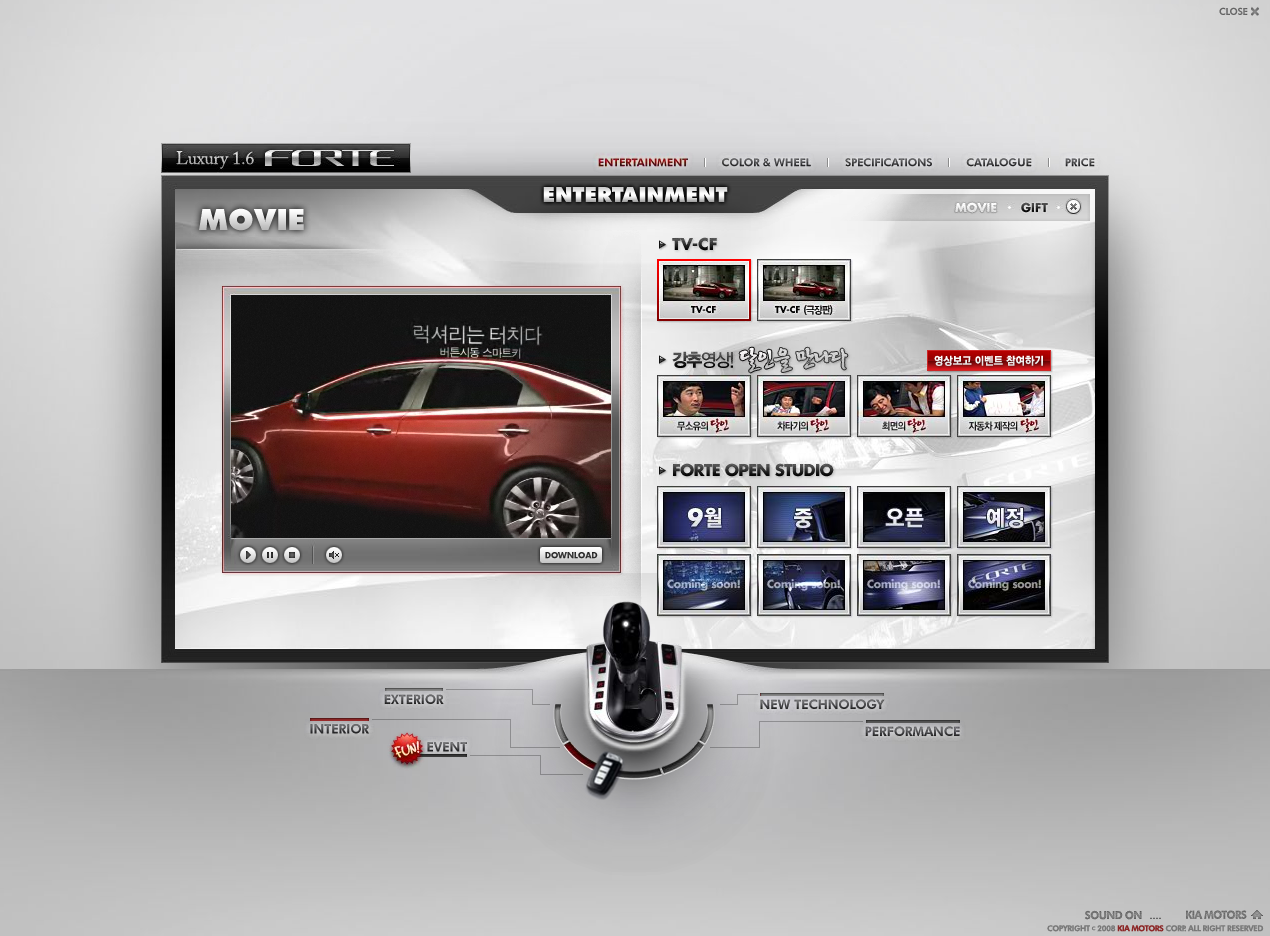 CLOSE
Luxury 1.6 FORTE
ENTERTAINMENT
COLOR & WHEEL
SPECIFICATIONS
CATALOGUE
PRICE
ENTERTAINMENT
MOVIE
MOVIE
GIFT
럭셔리는 터치다
버튼시동 스마트키
DOWNLOAD
TV-CF
TV-CF
TV-CF (극장판)
강추영상! 달인을 만나다
영상보고 이벤트 참여하기
무소유의 달인
차타기의 달인
최면의 달인
자동차 제작의 달인
FORTE OPEN STUDIO
9월
중
오픈
예정
Coming soon!
Coming soon!
Coming soon!
FORTE
Coming soon!
FORTE
EXTERIOR
INTERIOR
FUN! EVENT
NEW TECHNOLOGY
PERFORMANCE
SOUND ON ....
KIA MOTORS
COPYRIGHT © 2008 KIA MOTORS CORP. ALL RIGHT RESERVED